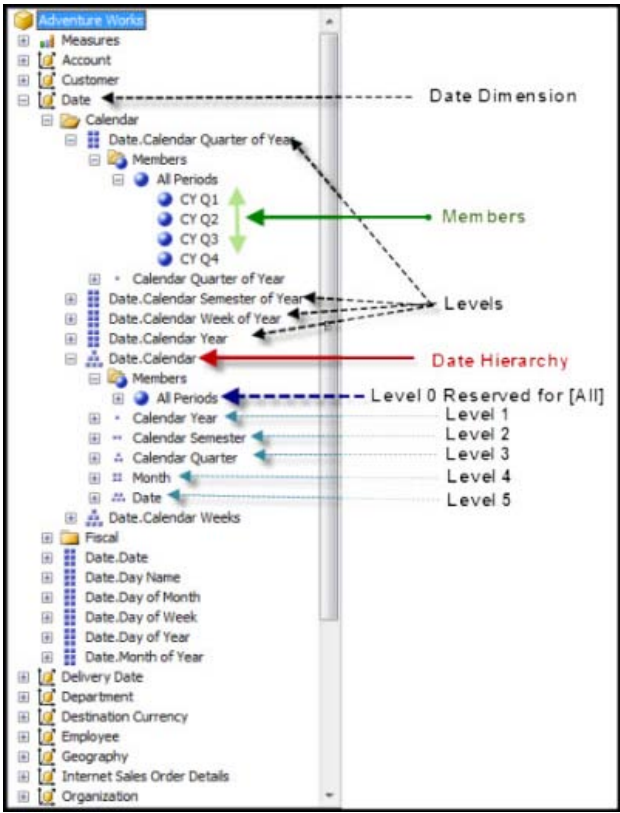 Adventure Works
Measures
Account
Customer
Date
Date Dimension
Calendar
Date.Calendar Quarter of Year
Members
All Periods
CY Q1
CY Q2
Members
CY Q3
CY Q4
Calendar Quarter of Year
Date.Calendar Semester of Year
Levels
Date.Calendar Week of Year
Date.Calendar Year
Date.Calendar
Date Hierarchy
Members
All Periods
Level 0 Reserved for [All]
Calendar Year
Level 1
Calendar Semester
Level 2
Calendar Quarter
Level 3
Month
Level 4
Date
Level 5
Date.Calendar Weeks
Fiscal
Date.Date
Date.Day Name
Date.Day of Month
Date.Day of Week
Date.Day of Year
Date.Month of Year
Delivery Date
Department
Destination Currency
Employee
Geography
Internet Sales Order Details
Organization